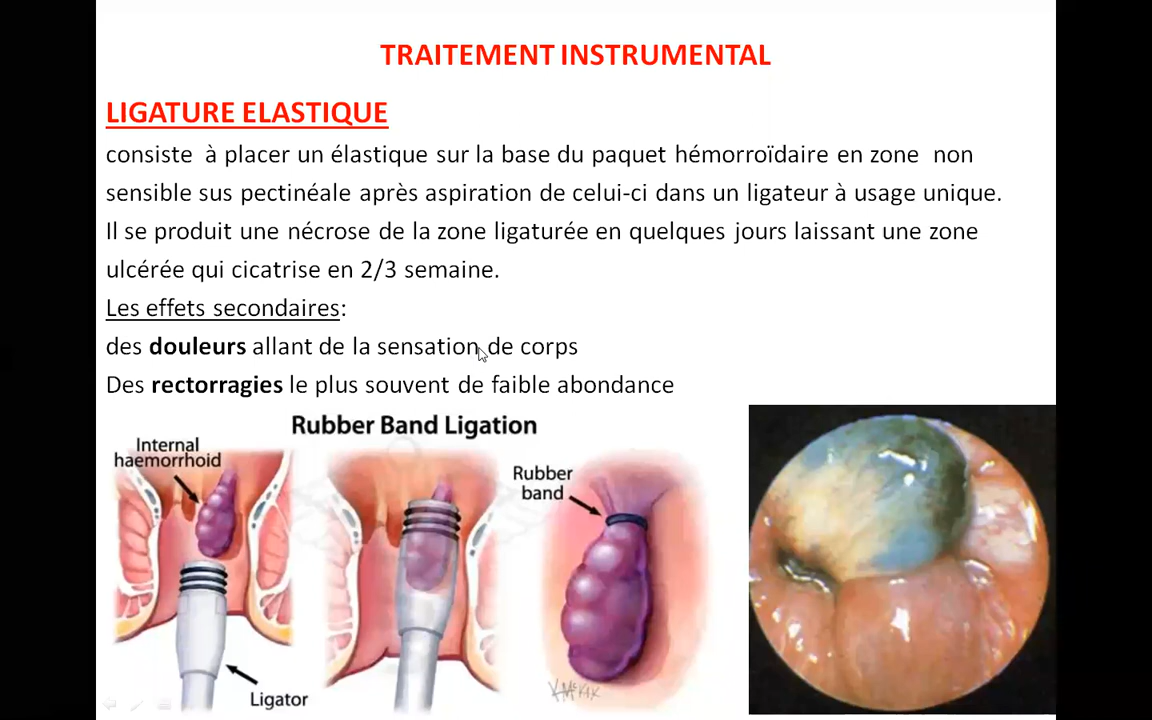 TRAITEMENT INSTRUMENTAL
LIGATURE ELASTIQUE
consiste à placer un élastique sur la base du paquet hémorroïdaire en zone non
sensible sus pectinéale après aspiration de celui-ci dans un ligateur à usage unique.
Il se produit une nécrose de la zone ligaturée en quelques jours laissant une zone
ulcérée qui cicatrise en 2/3 semaine.
Les effets secondaires:
des douleurs allant de la sensation de corps
Des rectorragies le plus souvent de faible abondance
Rubber Band Ligation
Internal
haemorrhoid
Rubber
band
Ligator